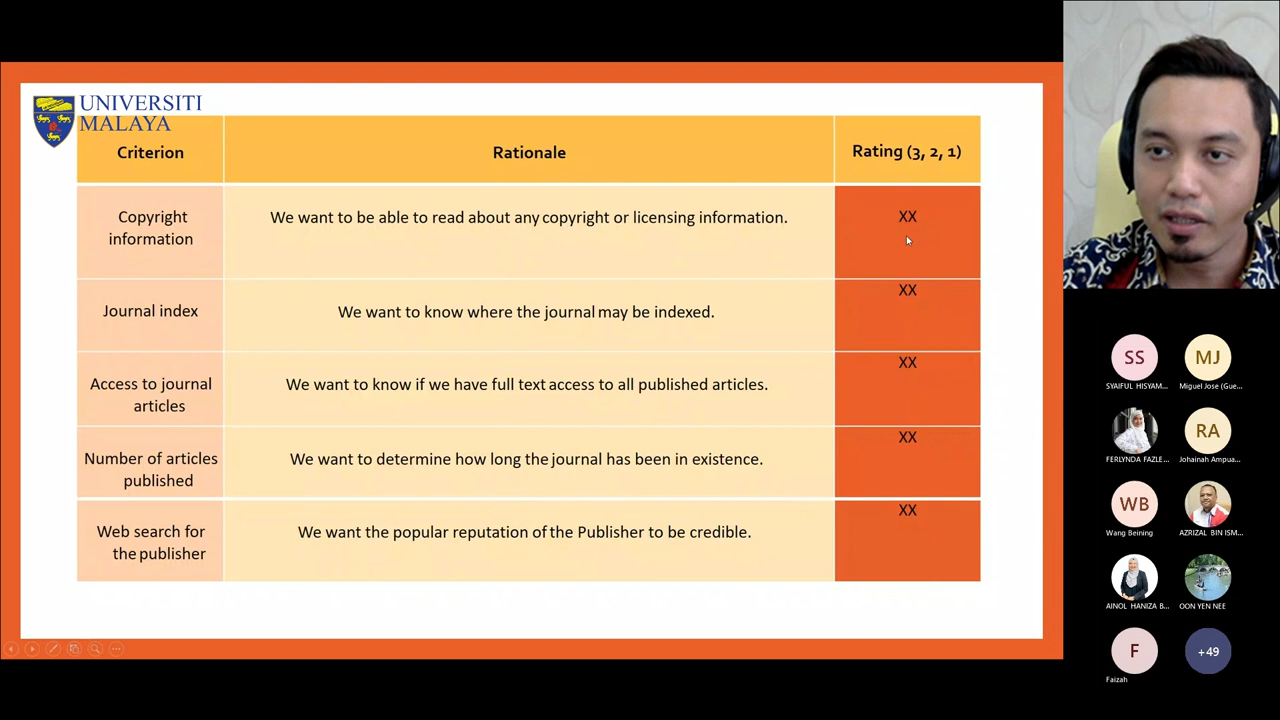 UNIVERSITI
MALAYA
Criterion
Rationale
Rating (3, 2, 1)
Copyright
information
We want to be able to read about any copyright or licensing information.
XX
Journal index
We want to know where the journal may be indexed.
XX
Access to journal
articles
We want to know if we have full text access to all published articles.
XX
Number of articles
published
We want to determine how long the journal has been in existence.
XX
Web search for
the publisher
We want the popular reputation of the Publisher to be credible.
XX
SS
SYAIFUL HISYAM...
MJ
Miguel Jose (Gue...
FERLYNDA FAZLE...
RA
Johainah Ampua...
WB
Wang Beining
AZRIZAL BIN ISM...
AINOL HANIZA B...
OON YEN NEE
F
Faizah
+49